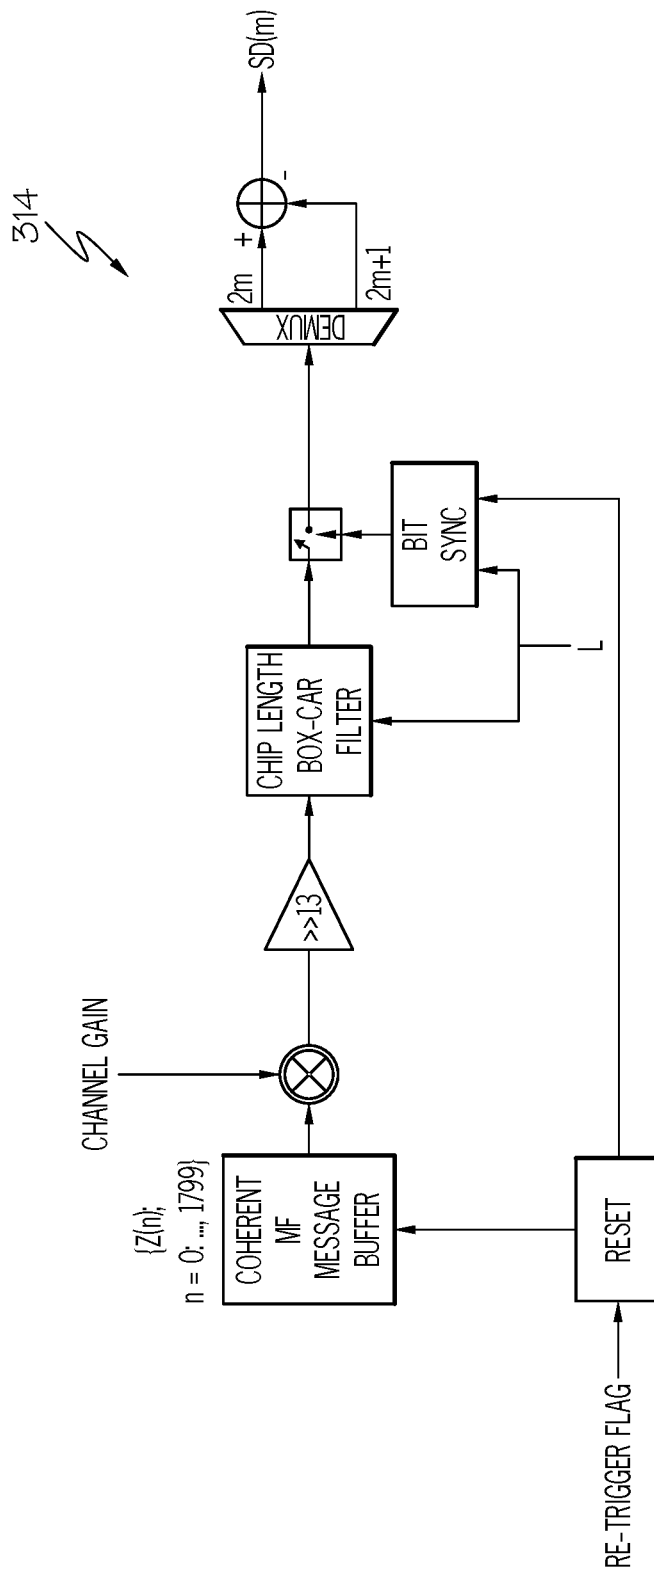 314
CHANNEL GAIN
{Z(n);
n = 0: ..., 1799}
COHERENT
MF
MESSAGE
BUFFER
>>13
CHIP LENGTH
BOX-CAR
FILTER
DEMUX
2m
+
2m+1
-
SD(m)
BIT
SYNC
L
RE-TRIGGER FLAG
RESET